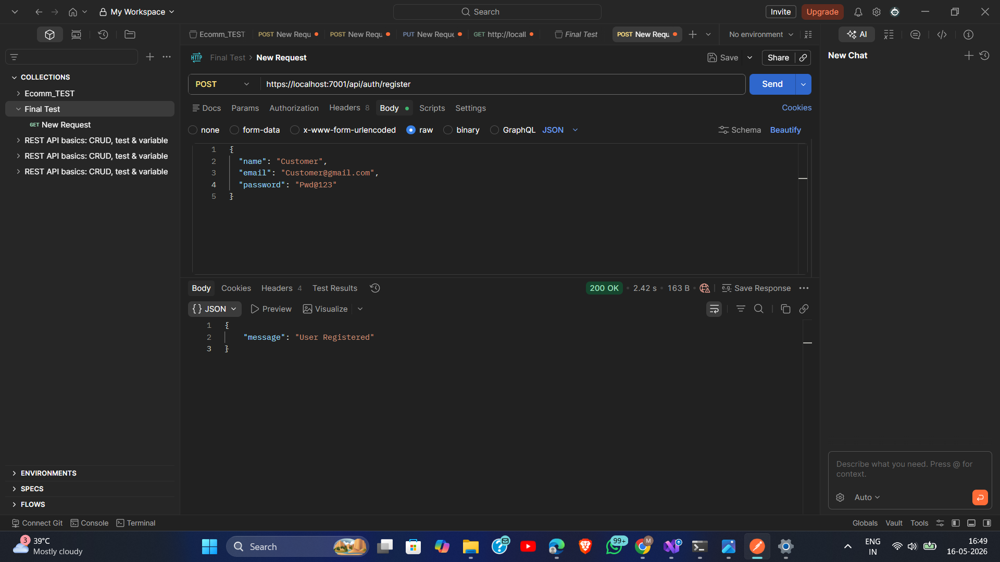 My Workspace
Search
Invite
Upgrade
Ecomm_TEST
POST New Requ
POST New Requ
PUT New Reque
GET http://locall
Final Test
POST New Requ
No environment
AI
HTTP Final Test > New Request
Save
Share
New Chat
COLLECTIONS
Ecomm_TEST
Final Test
GET New Request
REST API basics: CRUD, test & variable
REST API basics: CRUD, test & variable
REST API basics: CRUD, test & variable
POST https://localhost:7001/api/auth/register
Send
Docs Params Authorization Headers 8 Body Scripts Settings
Cookies
none form-data x-www-form-urlencoded raw binary GraphQL JSON
Schema Beautify
1 {
2 "name": "Customer",
3 "email": "Customer@gmail.com",
4 "password": "Pwd@123"
5 }
Body Cookies Headers 4 Test Results
200 OK • 2.42 s • 163 B
e.g. Save Response
{} JSON Preview Visualize
1 {
2 "message": "User Registered"
3 }
Describe what you need. Press @ for
context.
Auto
ENVIRONMENTS
SPECS
FLOWS
Connect Git Console Terminal
Globals Vault Tools
3
39°C
Mostly cloudy
Search
99+
M
ENG
IN
16:49
16-05-2026